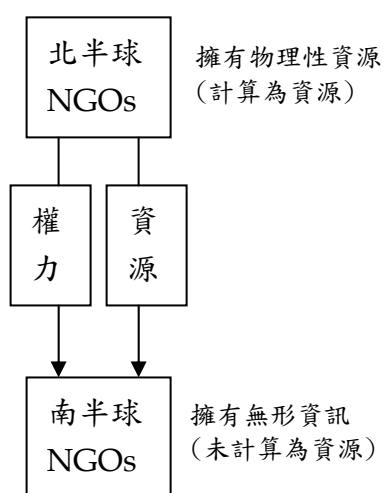 北半球
NGOs
擁有物理性資源
(計算為資源)
權
力
資
源
南半球
NGOs
擁有無形資訊
(未計算為資源)